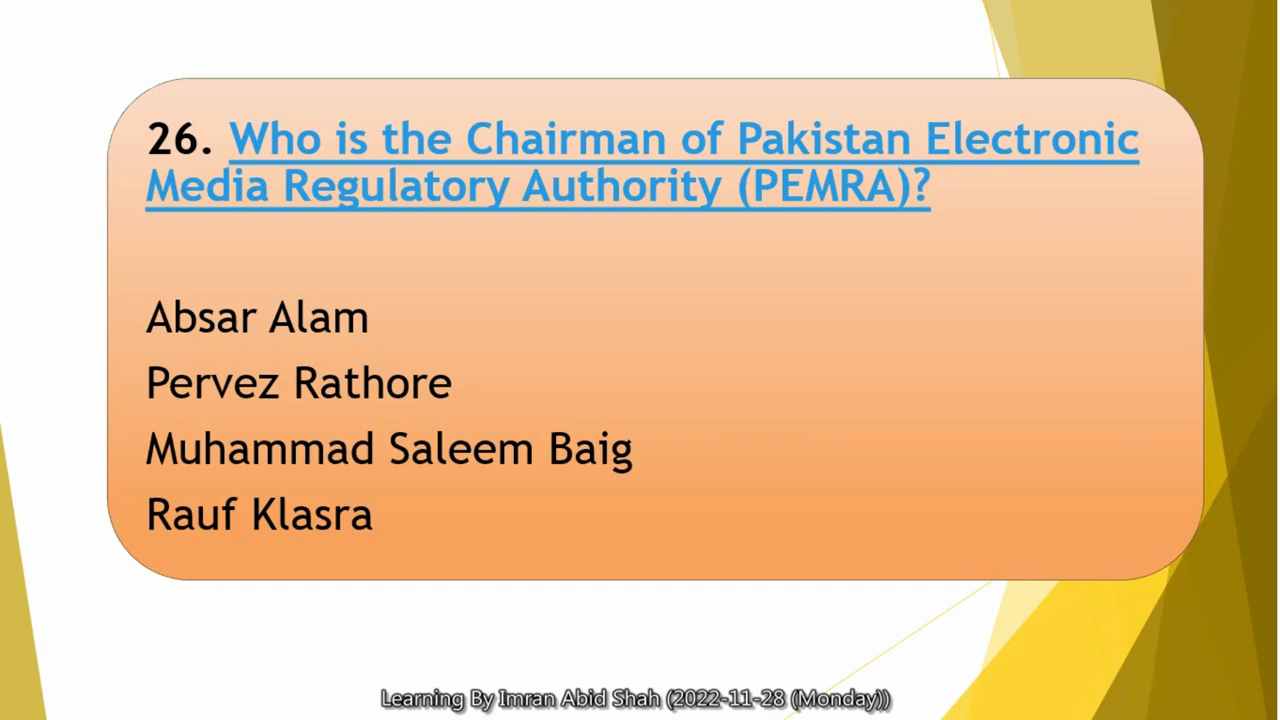 26. Who is the Chairman of Pakistan Electronic
Media Regulatory Authority (PEMRA)?
Absar Alam
Pervez Rathore
Muhammad Saleem Baig
Rauf Klasra
Learning By Imran Abid Shah (2022-11-28 (Monday))